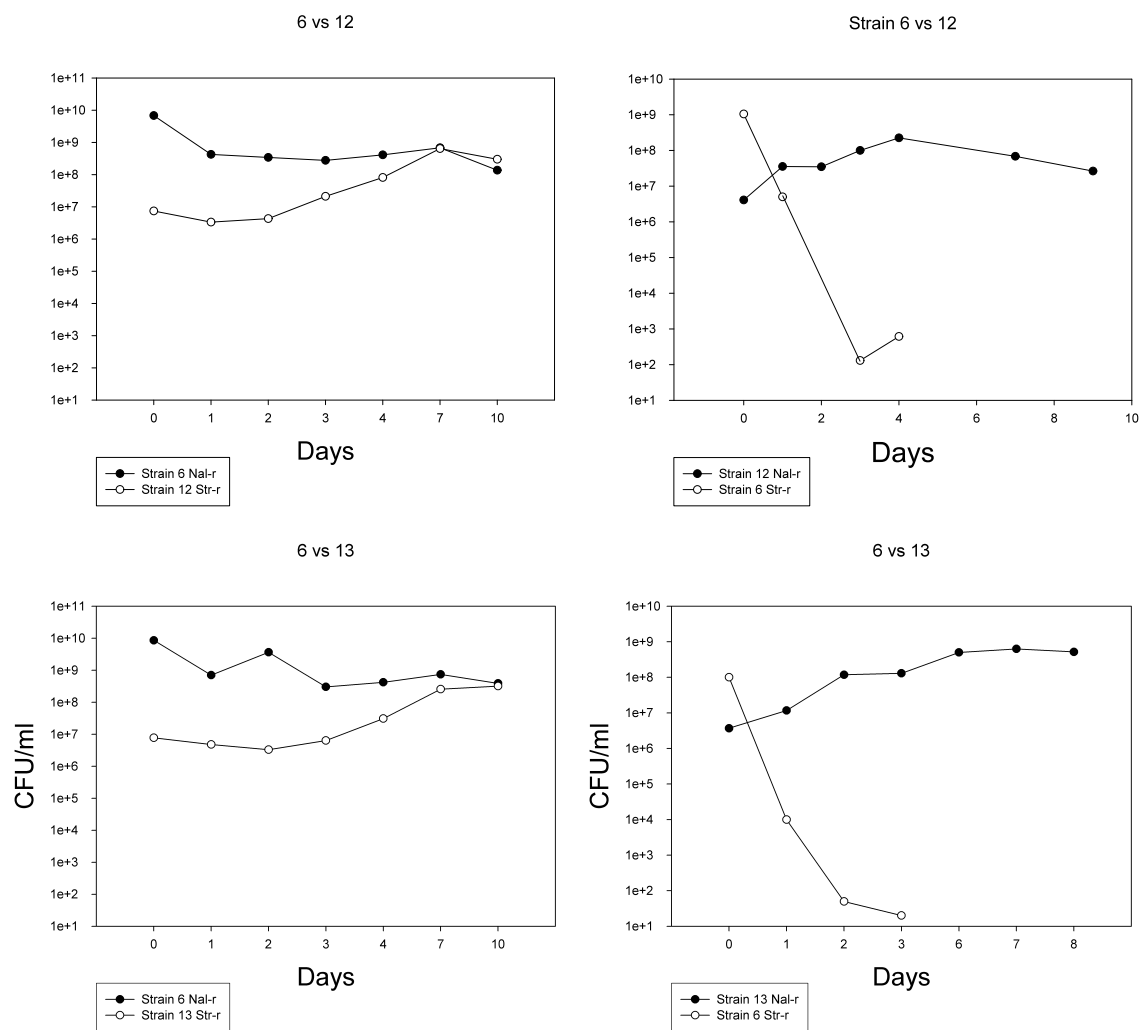 6 vs 12
1e+11
1e+10
1e+9
1e+8
1e+7
1e+6
1e+5
1e+4
1e+3
1e+2
1e+1
0 1 2 3 4 7 10
Days
Strain 6 Nal-r
Strain 12 Str-r
Strain 6 vs 12
1e+10
1e+9
1e+8
1e+7
1e+6
1e+5
1e+4
1e+3
1e+2
1e+1
0 2 4 6 8 10
Days
Strain 12 Nal-r
Strain 6 Str-r
6 vs 13
CFU/ml
1e+11
1e+10
1e+9
1e+8
1e+7
1e+6
1e+5
1e+4
1e+3
1e+2
1e+1
0 1 2 3 4 7 10
Days
Strain 6 Nal-r
Strain 13 Str-r
6 vs 13
CFU/ml
1e+10
1e+9
1e+8
1e+7
1e+6
1e+5
1e+4
1e+3
1e+2
1e+1
0 1 2 3 6 7 8
Days
Strain 13 Nal-r
Strain 6 Str-r